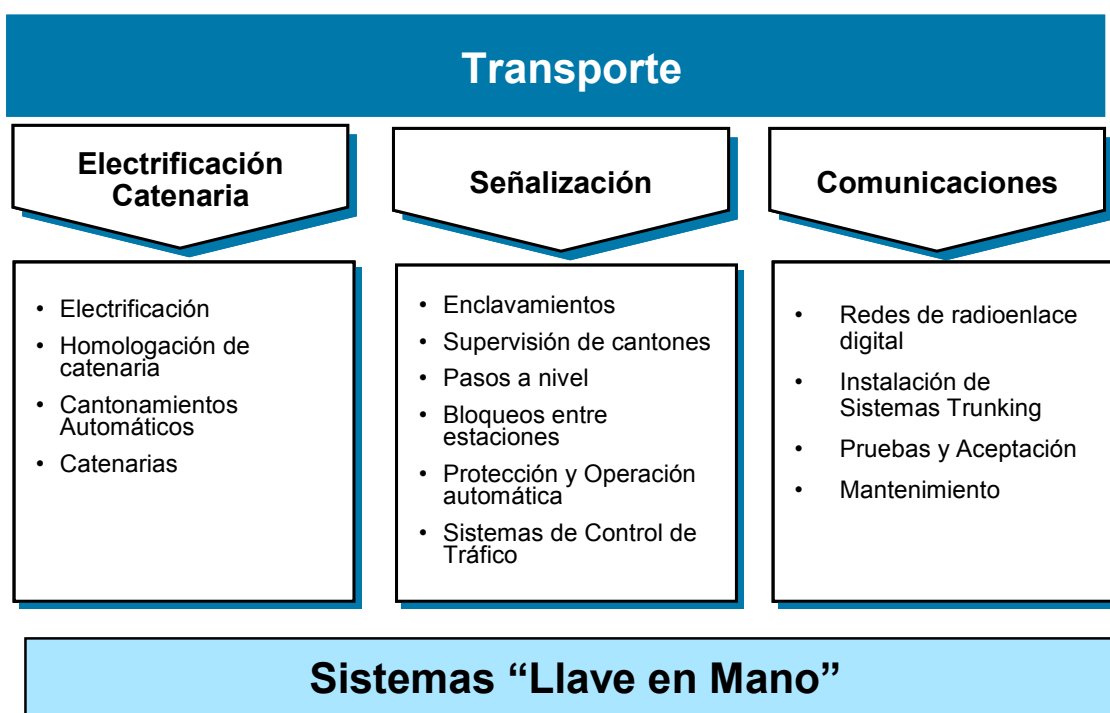 Transporte
Electrificación
Catenaria
• Electrificación
• Homologación de
catenaria
• Cantonamientos
Automáticos
• Catenarias
Señalización
• Enclavamientos
• Supervisión de cantones
• Pasos a nivel
• Bloqueos entre
estaciones
• Protección y Operación
automática
• Sistemas de Control de
Tráfico
Comunicaciones
• Redes de radioenlace
digital
• Instalación de
Sistemas Trunking
• Pruebas y Aceptación
• Mantenimiento
Sistemas “Llave en Mano”